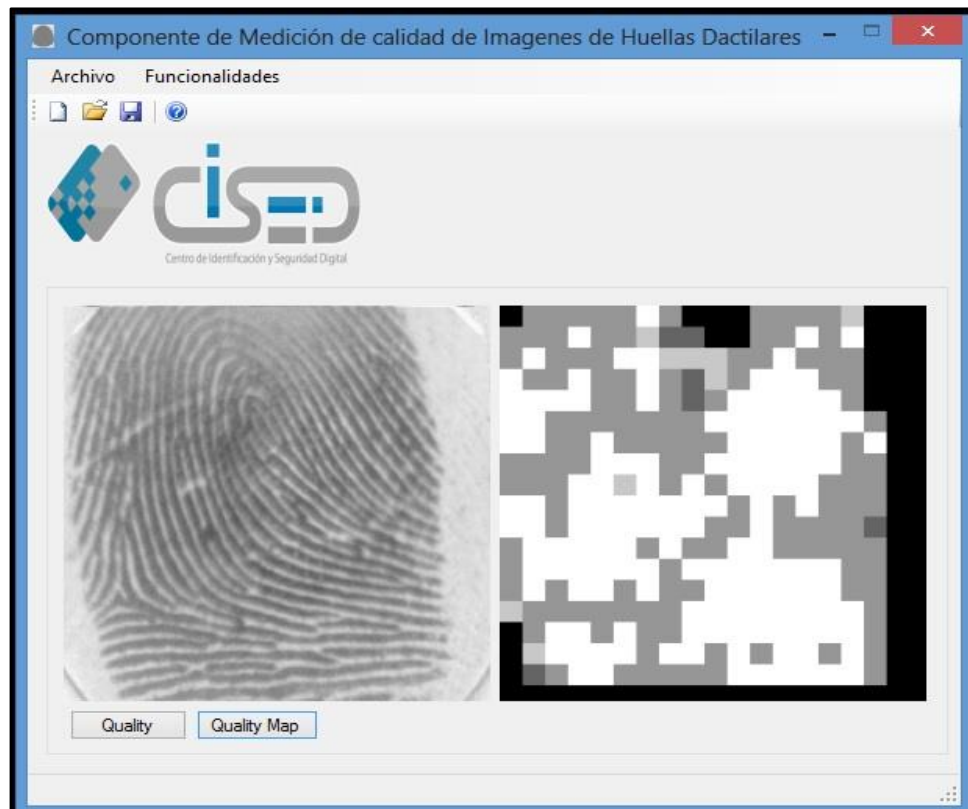 Componente de Medición de calidad de Imagenes de Huellas Dactilares
Archivo Funcionalidades
CISED
Centro de Identificación y Seguridad Digital
Quality Quality Map